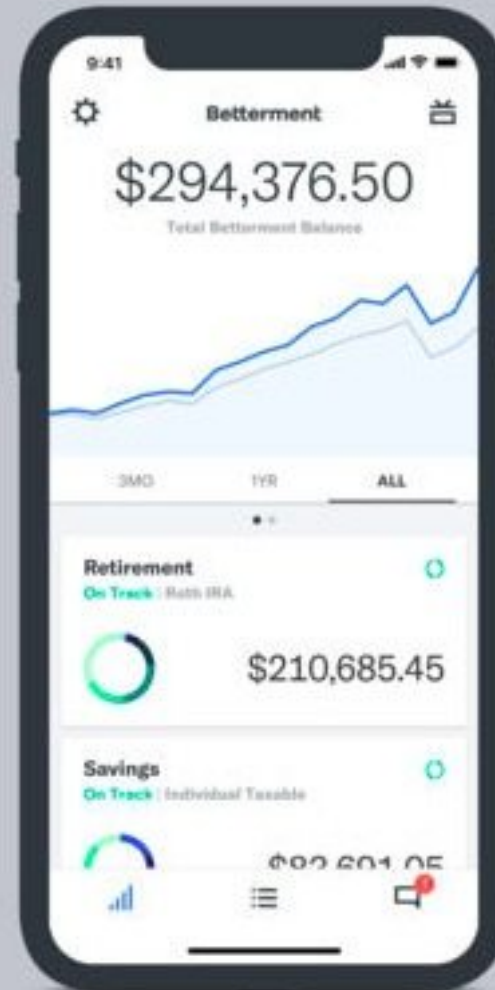 9:41
Betterment
$294,376.50
Total Betterment Balance
3MO 1YR ALL
Retirement
On Track | Roth IRA
$210,685.45
Savings
On Track | Individual Taxable